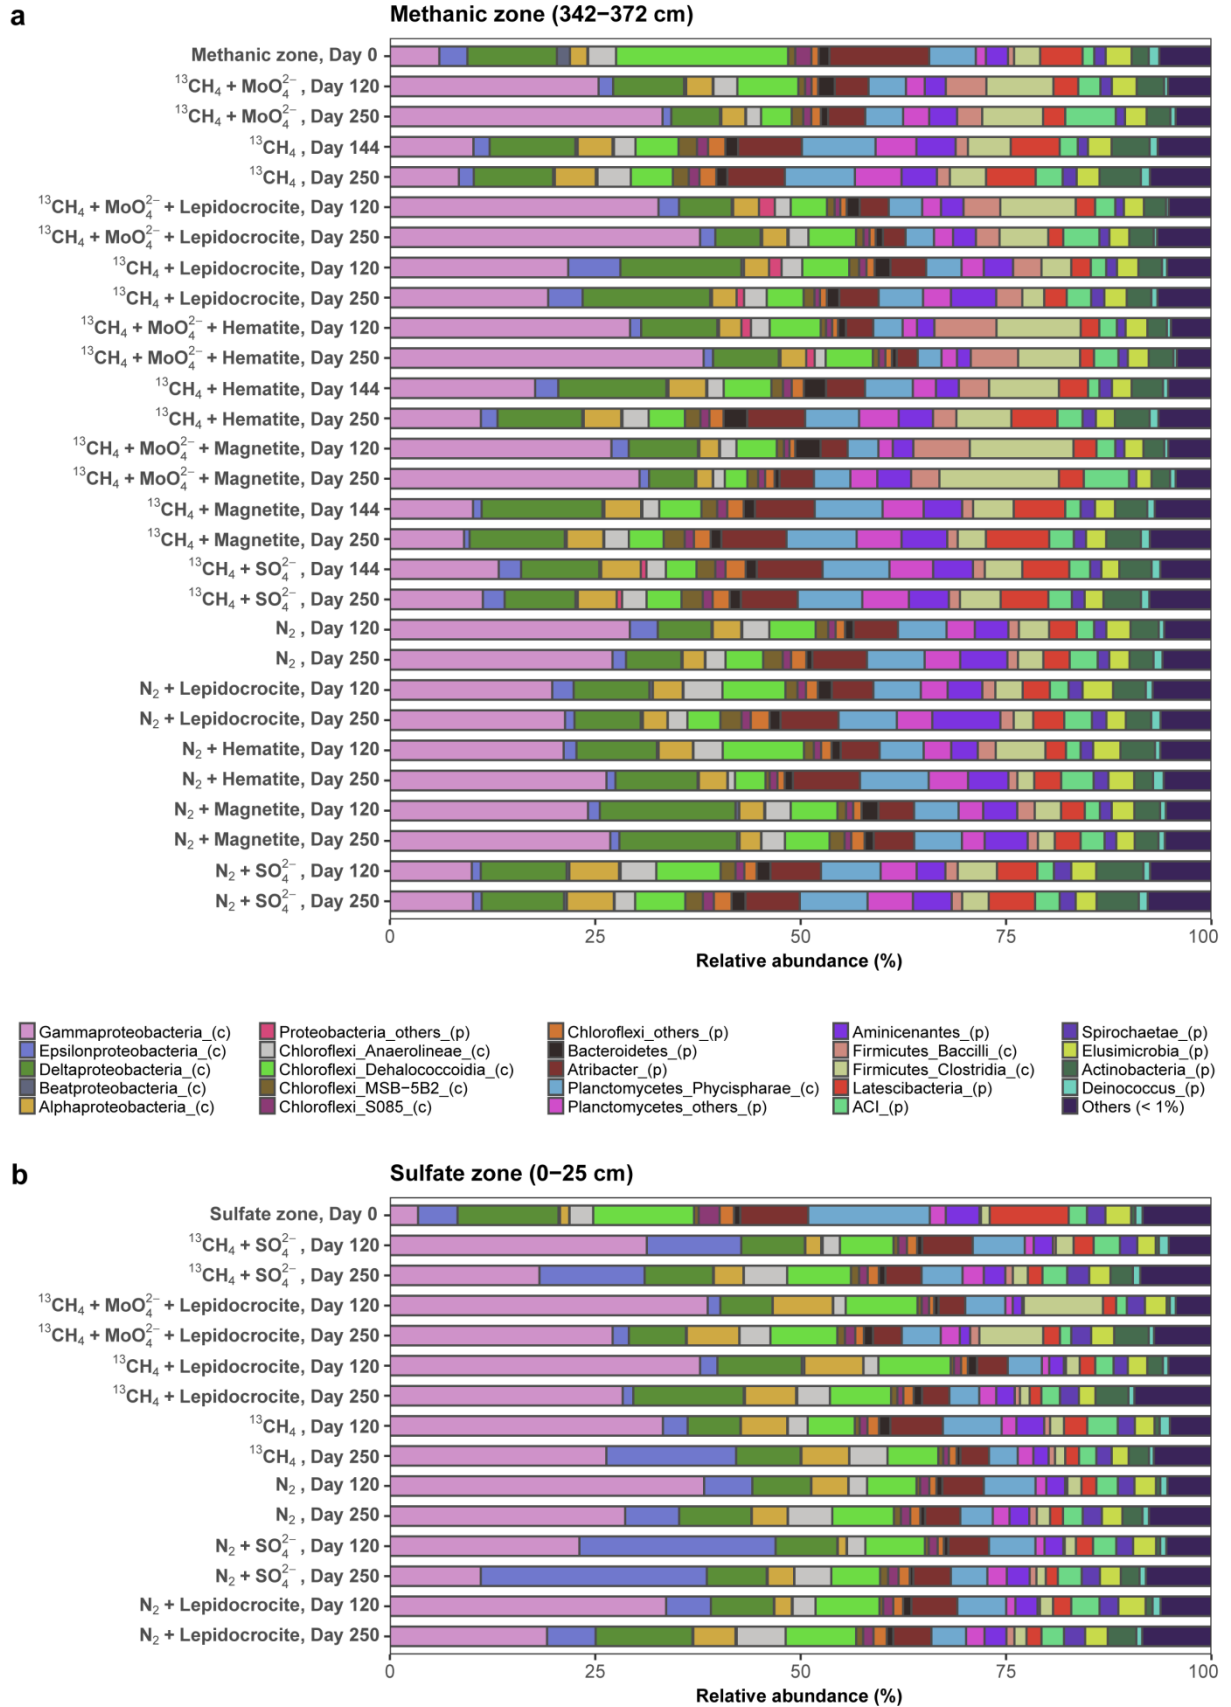 a
Methanic zone (342−372 cm)
Methanic zone, Day 0
¹³CH₄ + MoO₄²⁻ , Day 120
¹³CH₄ + MoO₄²⁻ , Day 250
¹³CH₄ , Day 144
¹³CH₄ , Day 250
¹³CH₄ + MoO₄²⁻ + Lepidocrocite, Day 120
¹³CH₄ + MoO₄²⁻ + Lepidocrocite, Day 250
¹³CH₄ + Lepidocrocite, Day 120
¹³CH₄ + Lepidocrocite, Day 250
¹³CH₄ + MoO₄²⁻ + Hematite, Day 120
¹³CH₄ + MoO₄²⁻ + Hematite, Day 250
¹³CH₄ + Hematite, Day 144
¹³CH₄ + Hematite, Day 250
¹³CH₄ + MoO₄²⁻ + Magnetite, Day 120
¹³CH₄ + MoO₄²⁻ + Magnetite, Day 250
¹³CH₄ + Magnetite, Day 144
¹³CH₄ + Magnetite, Day 250
¹³CH₄ + SO₄²⁻ , Day 144
¹³CH₄ + SO₄²⁻ , Day 250
N₂ , Day 120
N₂ , Day 250
N₂ + Lepidocrocite, Day 120
N₂ + Lepidocrocite, Day 250
N₂ + Hematite, Day 120
N₂ + Hematite, Day 250
N₂ + Magnetite, Day 120
N₂ + Magnetite, Day 250
N₂ + SO₄²⁻ , Day 120
N₂ + SO₄²⁻ , Day 250
0 25 50 75 100
Relative abundance (%)
Gammaproteobacteria_(c) Proteobacteria_others_(p) Chloroflexi_others_(p) Aminicenantes_(p) Spirochaetae_(p)
Epsilonproteobacteria_(c) Chloroflexi_Anaerolineae_(c) Bacteroidetes_(p) Firmicutes_Baccilli_(c) Elusimicrobia_(p)
Deltaproteobacteria_(c) Chloroflexi_Dehalococcoidia_(c) Atribacter_(p) Firmicutes_Clostridia_(c) Actinobacteria_(p)
Beatproteobacteria_(c) Chloroflexi_MSB−5B2_(c) Planctomycetes_Phycispharae_(c) Latescibacteria_(p) Deinococcus_(p)
Alphaproteobacteria_(c) Chloroflexi_S085_(c) Planctomycetes_others_(p) ACI_(p) Others (< 1%)
b
Sulfate zone (0−25 cm)
Sulfate zone, Day 0
¹³CH₄ + SO₄²⁻ , Day 120
¹³CH₄ + SO₄²⁻ , Day 250
¹³CH₄ + MoO₄²⁻ + Lepidocrocite, Day 120
¹³CH₄ + MoO₄²⁻ + Lepidocrocite, Day 250
¹³CH₄ + Lepidocrocite, Day 120
¹³CH₄ + Lepidocrocite, Day 250
¹³CH₄ , Day 120
¹³CH₄ , Day 250
N₂ , Day 120
N₂ , Day 250
N₂ + SO₄²⁻ , Day 120
N₂ + SO₄²⁻ , Day 250
N₂ + Lepidocrocite, Day 120
N₂ + Lepidocrocite, Day 250
0 25 50 75 100
Relative abundance (%)